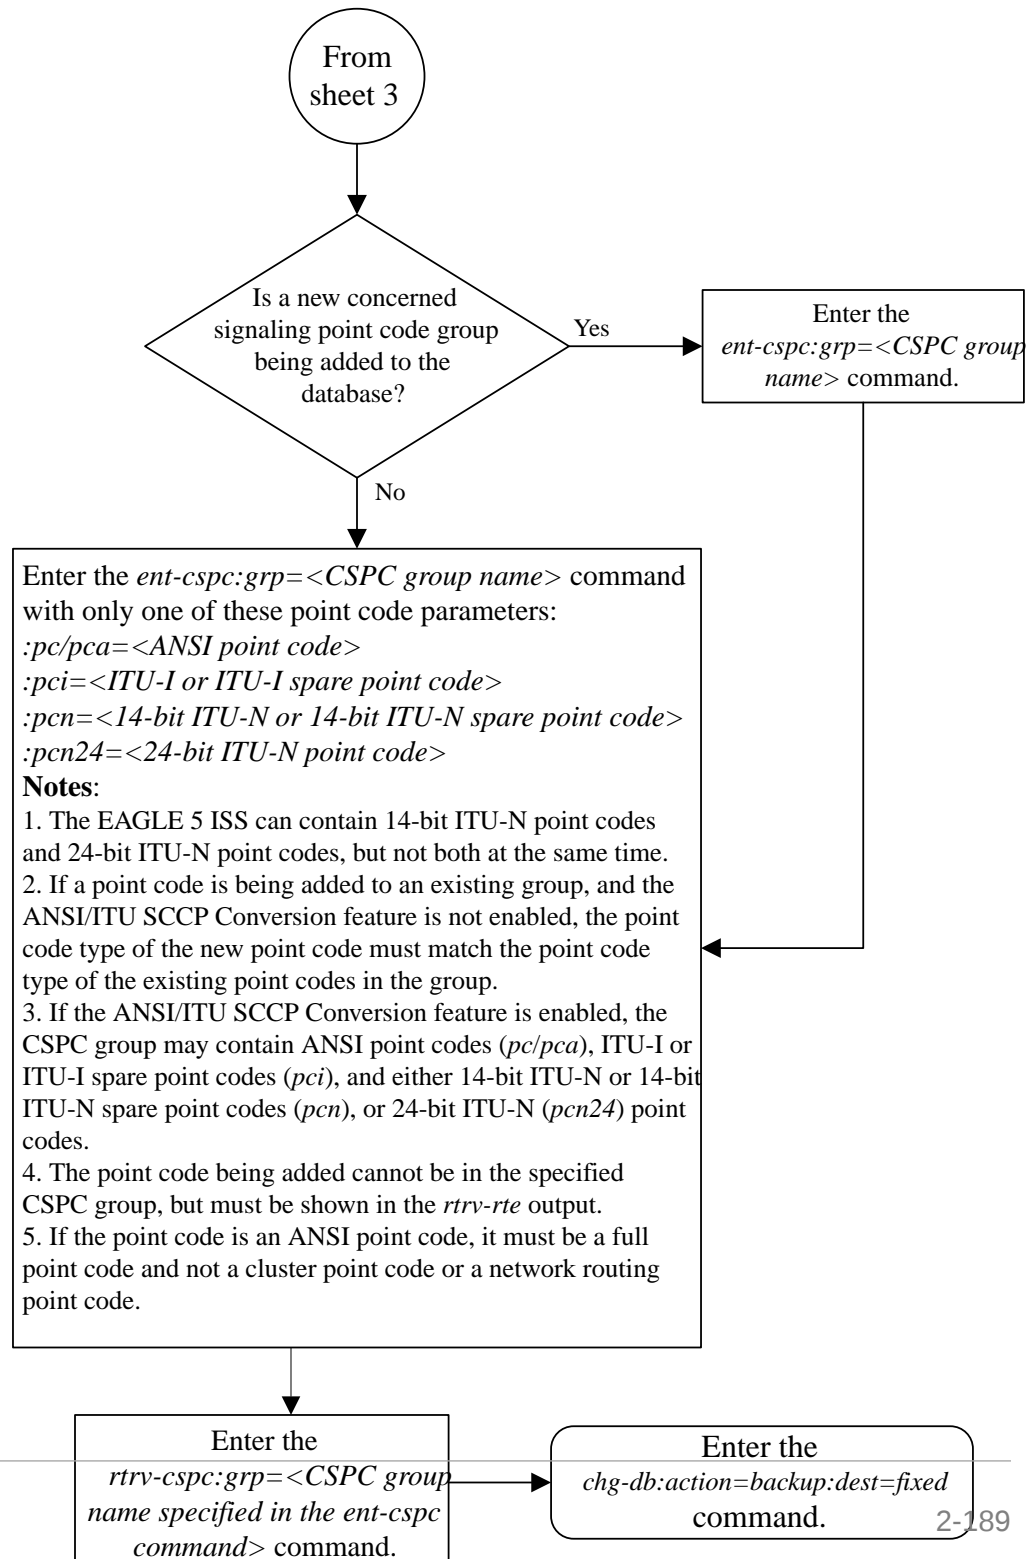 From
sheet 3
Is a new concerned
signaling point code group
being added to the
database?
Yes
Enter the
ent-cspc:grp=<CSPC group
name> command.
No
Enter the ent-cspc:grp=<CSPC group name> command
with only one of these point code parameters:
:pc/pca=<ANSI point code>
:pci=<ITU-I or ITU-I spare point code>
:pcn=<14-bit ITU-N or 14-bit ITU-N spare point code>
:pcn24=<24-bit ITU-N point code>
Notes:
1. The EAGLE 5 ISS can contain 14-bit ITU-N point codes
and 24-bit ITU-N point codes, but not both at the same time.
2. If a point code is being added to an existing group, and the
ANSI/ITU SCCP Conversion feature is not enabled, the point
code type of the new point code must match the point code
type of the existing point codes in the group.
3. If the ANSI/ITU SCCP Conversion feature is enabled, the
CSPC group may contain ANSI point codes (pc/pca), ITU-I or
ITU-I spare point codes (pci), and either 14-bit ITU-N or 14-bit
ITU-N spare point codes (pcn), or 24-bit ITU-N (pcn24) point
codes.
4. The point code being added cannot be in the specified
CSPC group, but must be shown in the rtrv-rte output.
5. If the point code is an ANSI point code, it must be a full
point code and not a cluster point code or a network routing
point code.
Enter the
rtrv-cspc:grp=<CSPC group
name specified in the ent-cspc
command> command.
Enter the
chg-db:action=backup:dest=fixed
command.
2-189